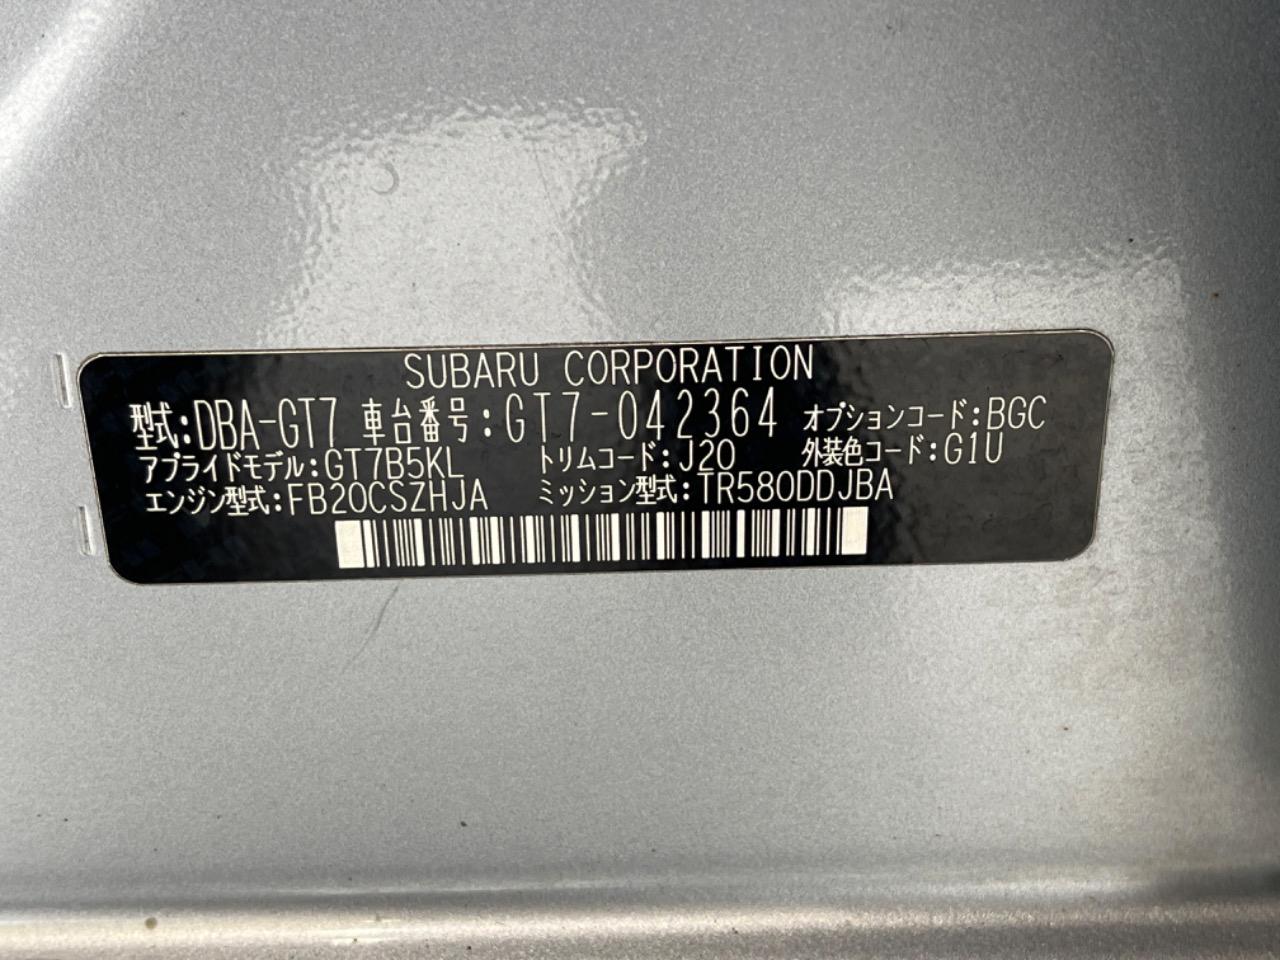 SUBARU CORPORATION
型式:DBA-GT7 車台番号:GT7-042364 オプションコード:BGC
アプライドモデル:GT7B5KL トリムコード:J20 外装色コード:G1U
エンジン型式:FB20CSZHJA ミッション型式:TR580DDJBA